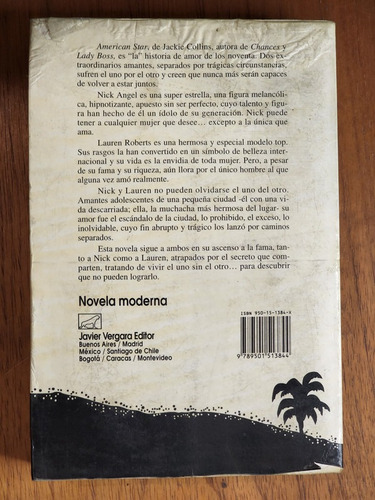 American Star, de Jackie Collins, autora de Chances y
Lady Boss, es “la” historia de amor de los noventa. Dos ex-
traordinarios amantes, separados por trágicas circunstancias,
sufren el uno por el otro y creen que nunca más serán capaces
de volver a estar juntos.
Nick Angel es una super estrella, una figura melancóli-
ca, hipnotizante, apuesto sin ser perfecto, cuyo talento y figu-
ra han hecho de él un ídolo de su generación. Nick puede
tener a cualquier mujer que desee… excepto a la única que
ama.
Lauren Roberts es una hermosa y especial modelo top.
Sus rasgos la han convertido en un símbolo de belleza inter-
nacional y su vida es la envidia de toda mujer. Pero, a pesar
de su fama y su riqueza, aún llora por el único hombre al que
alguna vez amó realmente.
Nick y Lauren no pueden olvidarse el uno del otro.
Amantes adolescentes de una pequeña ciudad -él con una
vida descarriada; ella, la muchacha más hermosa del lugar- su
amor fue el escándalo de la ciudad, lo prohibido, el exceso, lo
inolvidable, cuyo fin abrupto y trágico los lanzó por caminos
separados.
Esta novela sigue a ambos en su ascenso a la fama, tan-
to a Nick como a Lauren, atrapados por el secreto que com-
parten, tratando de vivir el uno sin el otro… para descubrir
que no pueden lograrlo.
Novela moderna
ISBN 950-15-1384-X
Javier Vergara Editor
Buenos Aires / Madrid
México / Santiago de Chile
Bogotá / Caracas / Montevideo
9 789501 513844